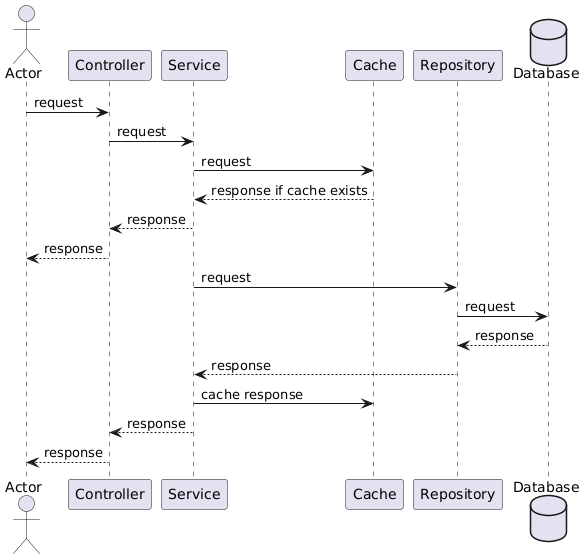 Actor
Controller
Service
Cache
Repository
Database
request
request
request
response if cache exists
response
response
request
request
response
response
cache response
response
response
Actor
Controller
Service
Cache
Repository
Database